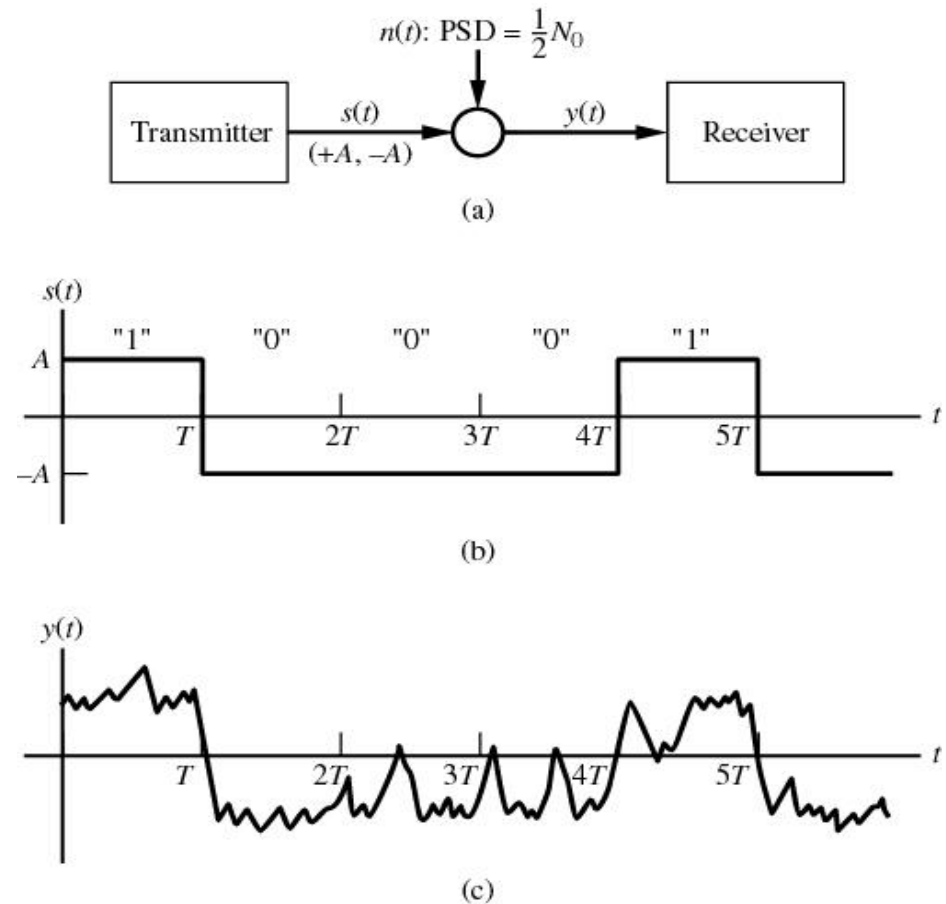 n(t): PSD = 1/2 N₀
Transmitter
s(t)
(+A, –A)
y(t)
Receiver
(a)
s(t)
"1" "0" "0" "0" "1"
A
T 2T 3T 4T 5T t
–A
(b)
y(t)
T 2T 3T 4T 5T t
(c)